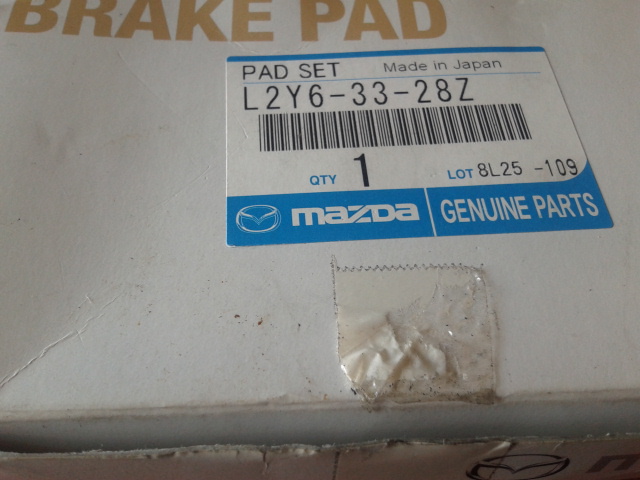 BRAKE PAD
PAD SET Made in Japan
L2Y6-33-28Z
QTY 1 LOT 8L25 -109
mazda GENUINE PARTS